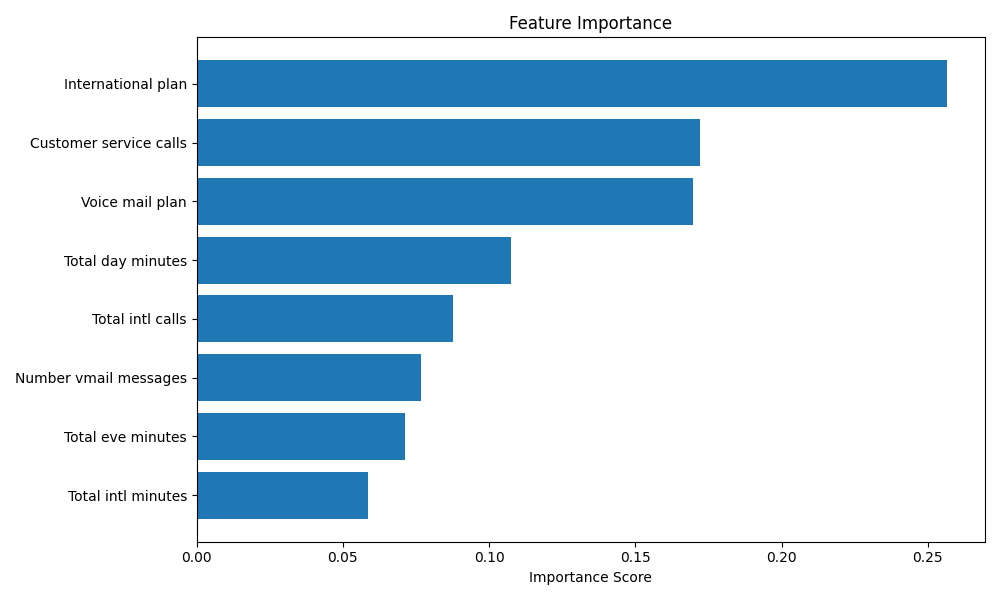 Feature Importance
International plan
Customer service calls
Voice mail plan
Total day minutes
Total intl calls
Number vmail messages
Total eve minutes
Total intl minutes
0.00 0.05 0.10 0.15 0.20 0.25
Importance Score